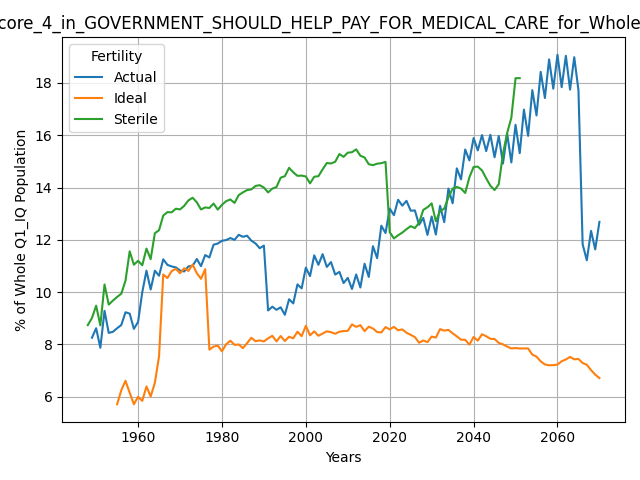 core_4_in_GOVERNMENT_SHOULD_HELP_PAY_FOR_MEDICAL_CARE_for_Whole
Fertility
Actual
Ideal
Sterile
% of Whole Q1_IQ Population
18
16
14
12
10
8
6
1960 1980 2000 2020 2040 2060
Years